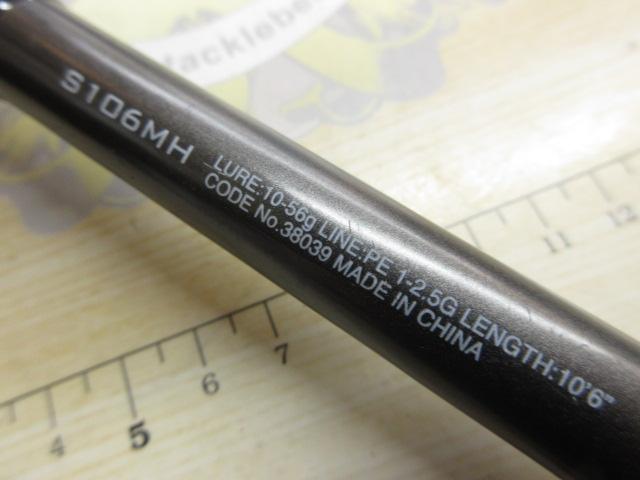 tacklebe
S106MH
LURE:10-56g LINE:PE 1-2.5G LENGTH:10'6"
CODE No.38039 MADE IN CHINA
11 12
4 5 6 7